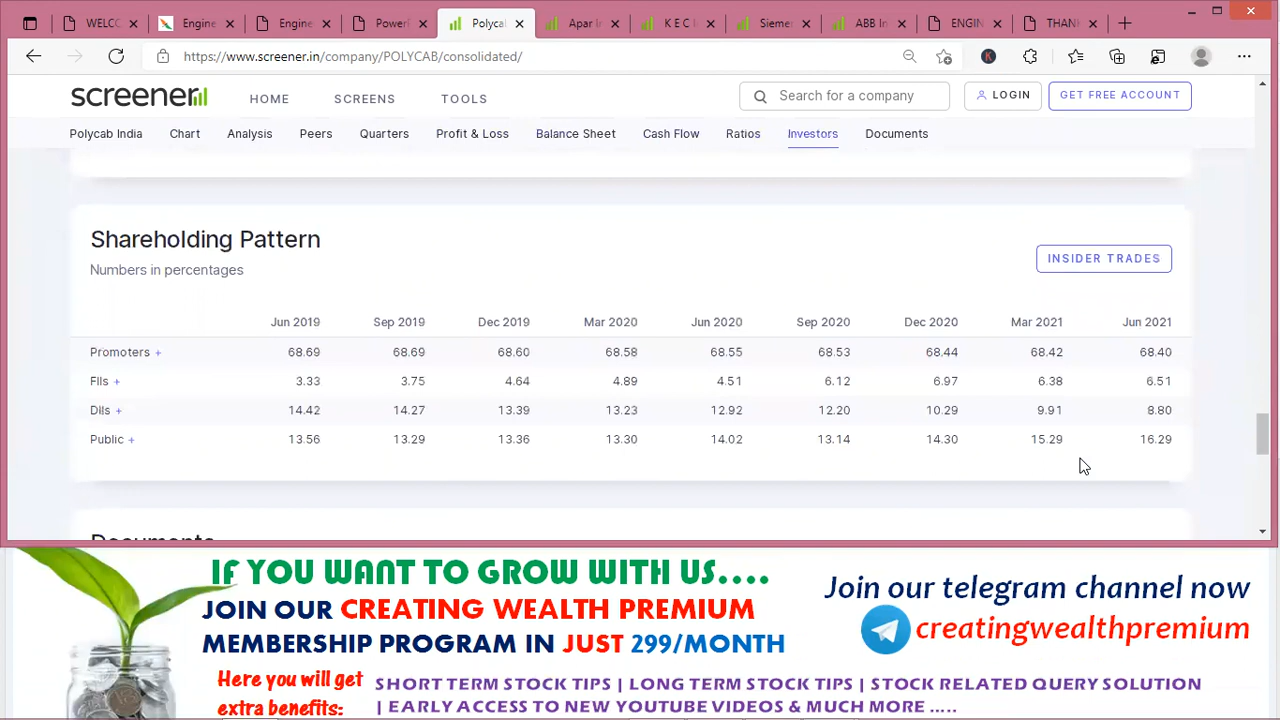 WELCC
Engine
Engine
Powerl
Polycal
Apar I
K E C I
Sieme
ABB In
ENGIN
THAN
https://www.screener.in/company/POLYCAB/consolidated/
K
screener
HOME
SCREENS
TOOLS
Search for a company
LOGIN
GET FREE ACCOUNT
Polycab India
Chart
Analysis
Peers
Quarters
Profit & Loss
Balance Sheet
Cash Flow
Ratios
Investors
Documents
Shareholding Pattern
Numbers in percentages
INSIDER TRADES
Jun 2019 Sep 2019 Dec 2019 Mar 2020 Jun 2020 Sep 2020 Dec 2020 Mar 2021 Jun 2021
Promoters + 68.69 68.69 68.60 68.58 68.55 68.53 68.44 68.42 68.40
FIIs + 3.33 3.75 4.64 4.89 4.51 6.12 6.97 6.38 6.51
DIIs + 14.42 14.27 13.39 13.23 12.92 12.20 10.29 9.91 8.80
Public + 13.56 13.29 13.36 13.30 14.02 13.14 14.30 15.29 16.29
Documents
IF YOU WANT TO GROW WITH US....
JOIN OUR CREATING WEALTH PREMIUM
MEMBERSHIP PROGRAM IN JUST 299/MONTH
Join our telegram channel now
creatingwealthpremium
Here you will get
extra benefits:
SHORT TERM STOCK TIPS | LONG TERM STOCK TIPS | STOCK RELATED QUERY SOLUTION
| EARLY ACCESS TO NEW YOUTUBE VIDEOS & MUCH MORE .....